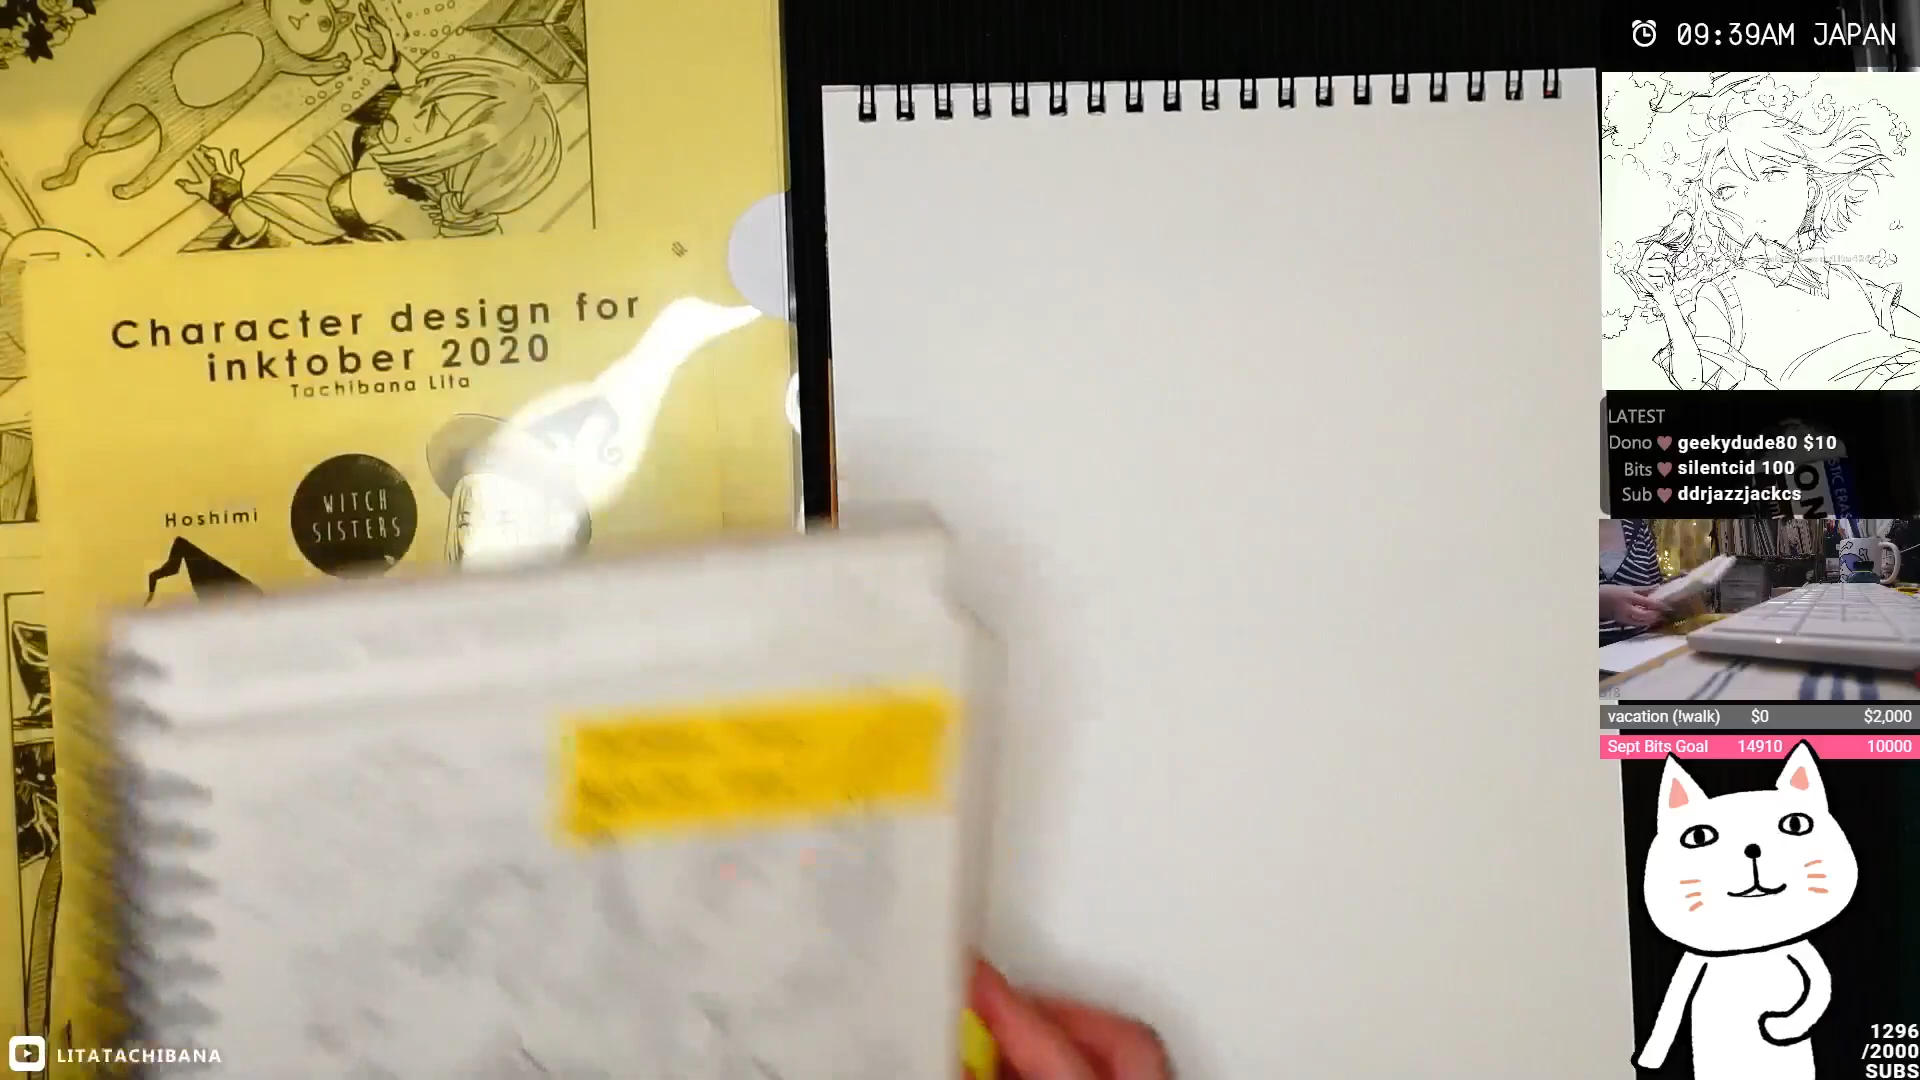 09:39AM JAPAN
Character design for
inktober 2020
Tachibana Lita
Hoshimi
WITCH
SISTERS
LATEST
Dono geekydude80 $10
Bits silentcid 100
Sub ddrjazzjackcs
vacation (!walk) $0 $2,000
Sept Bits Goal 14910 10000
1296
/2000
SUBS
LITATACHIBANA